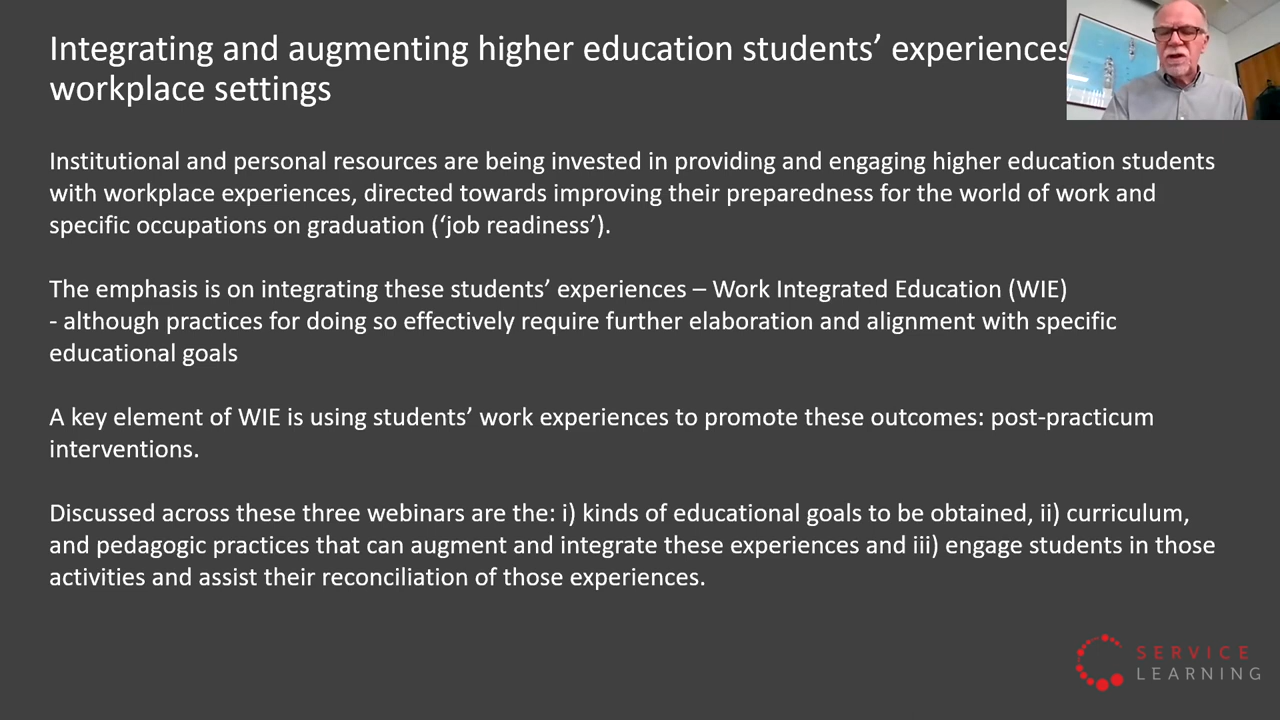 Integrating and augmenting higher education students’ experiences
workplace settings
Institutional and personal resources are being invested in providing and engaging higher education students
with workplace experiences, directed towards improving their preparedness for the world of work and
specific occupations on graduation (‘job readiness’).
The emphasis is on integrating these students’ experiences – Work Integrated Education (WIE)
- although practices for doing so effectively require further elaboration and alignment with specific
educational goals
A key element of WIE is using students’ work experiences to promote these outcomes: post-practicum
interventions.
Discussed across these three webinars are the: i) kinds of educational goals to be obtained, ii) curriculum,
and pedagogic practices that can augment and integrate these experiences and iii) engage students in those
activities and assist their reconciliation of those experiences.
SERVICE
LEARNING